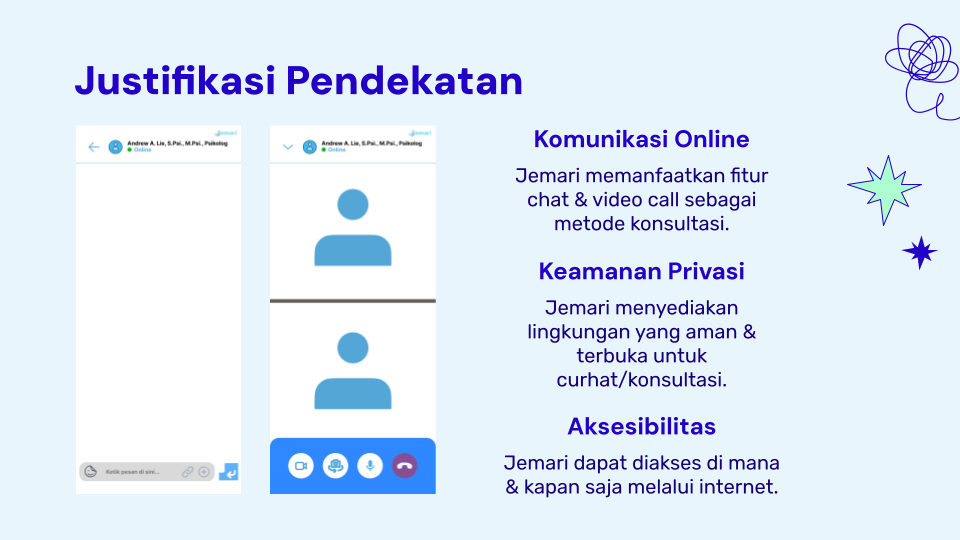 Justifikasi Pendekatan
Jemari
Andrew A. Lie, S.Psi., M.Psi., Psikolog
Online
Ketik pesan di sini...
Jemari
Andrew A. Lie, S.Psi., M.Psi., Psikolog
Online
Komunikasi Online
Jemari memanfaatkan fitur
chat & video call sebagai
metode konsultasi.
Keamanan Privasi
Jemari menyediakan
lingkungan yang aman &
terbuka untuk
curhat/konsultasi.
Aksesibilitas
Jemari dapat diakses di mana
& kapan saja melalui internet.